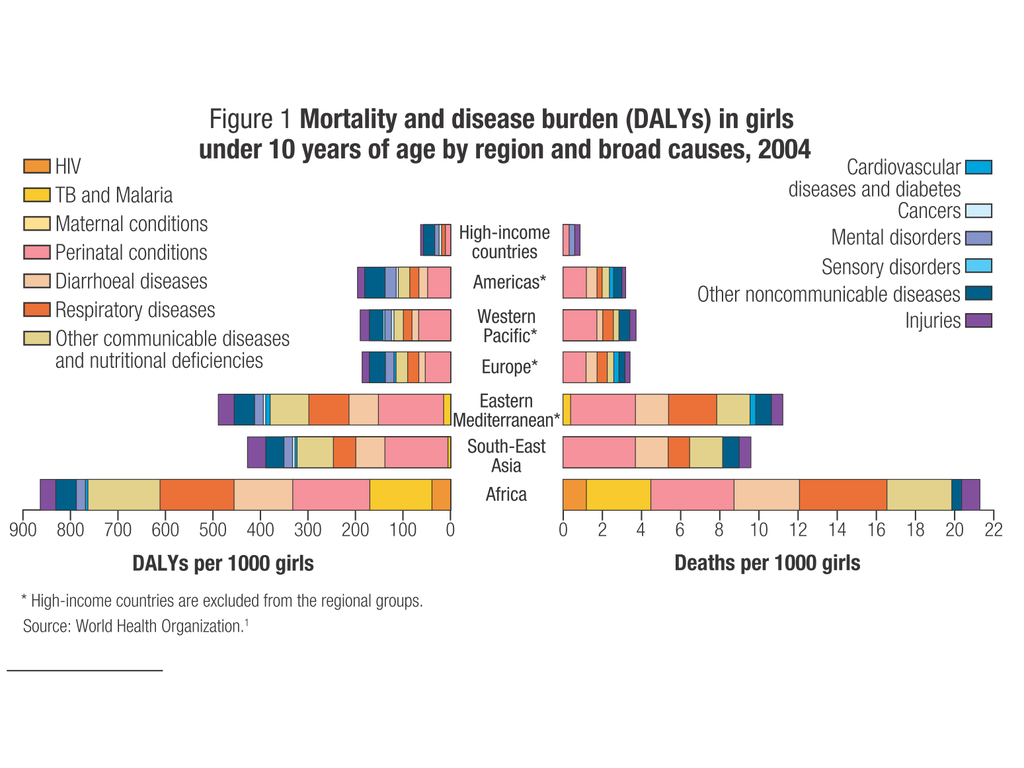 Figure 1 Mortality and disease burden (DALYs) in girls
under 10 years of age by region and broad causes, 2004
HIV
TB and Malaria
Maternal conditions
Perinatal conditions
Diarrhoeal diseases
Respiratory diseases
Other communicable diseases
and nutritional deficiencies
Cardiovascular
diseases and diabetes
Cancers
Mental disorders
Sensory disorders
Other noncommunicable diseases
Injuries
High-income
countries
Americas*
Western
Pacific*
Europe*
Eastern
Mediterranean*
South-East
Asia
Africa
900 800 700 600 500 400 300 200 100 0
0 2 4 6 8 10 12 14 16 18 20 22
DALYs per 1000 girls
Deaths per 1000 girls
* High-income countries are excluded from the regional groups.
Source: World Health Organization.1